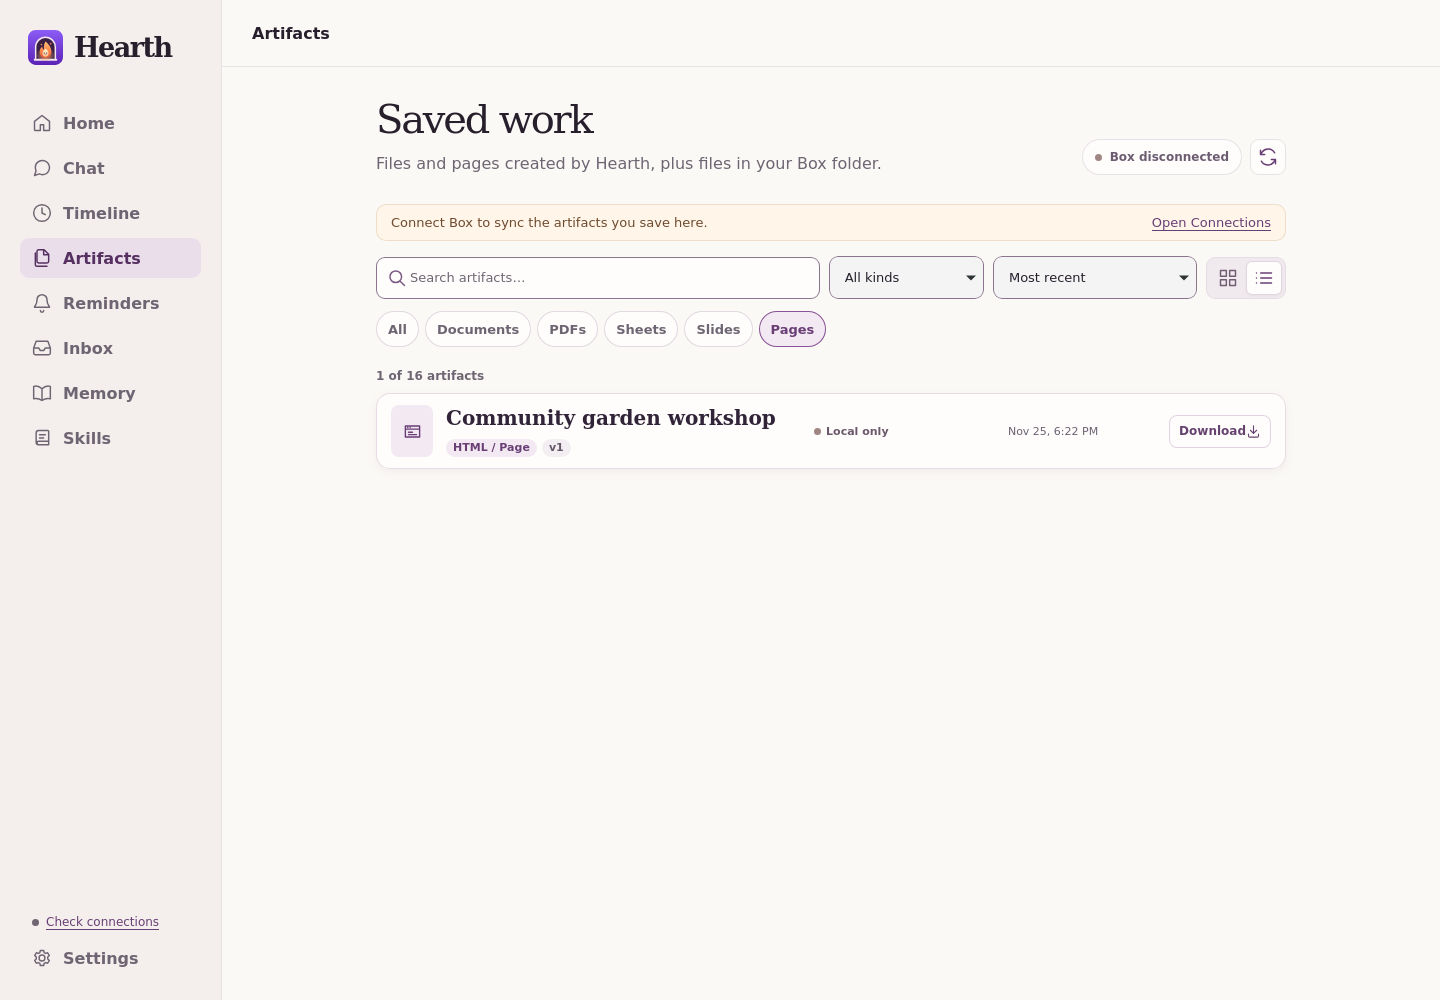 Hearth
Home
Chat
Timeline
Artifacts
Reminders
Inbox
Memory
Skills
Check connections
Settings
Artifacts
Saved work
Files and pages created by Hearth, plus files in your Box folder.
Box disconnected
Connect Box to sync the artifacts you save here.
Open Connections
Search artifacts...
All kinds
Most recent
All
Documents
PDFs
Sheets
Slides
Pages
1 of 16 artifacts
Community garden workshop
HTML / Page
v1
Local only
Nov 25, 6:22 PM
Download